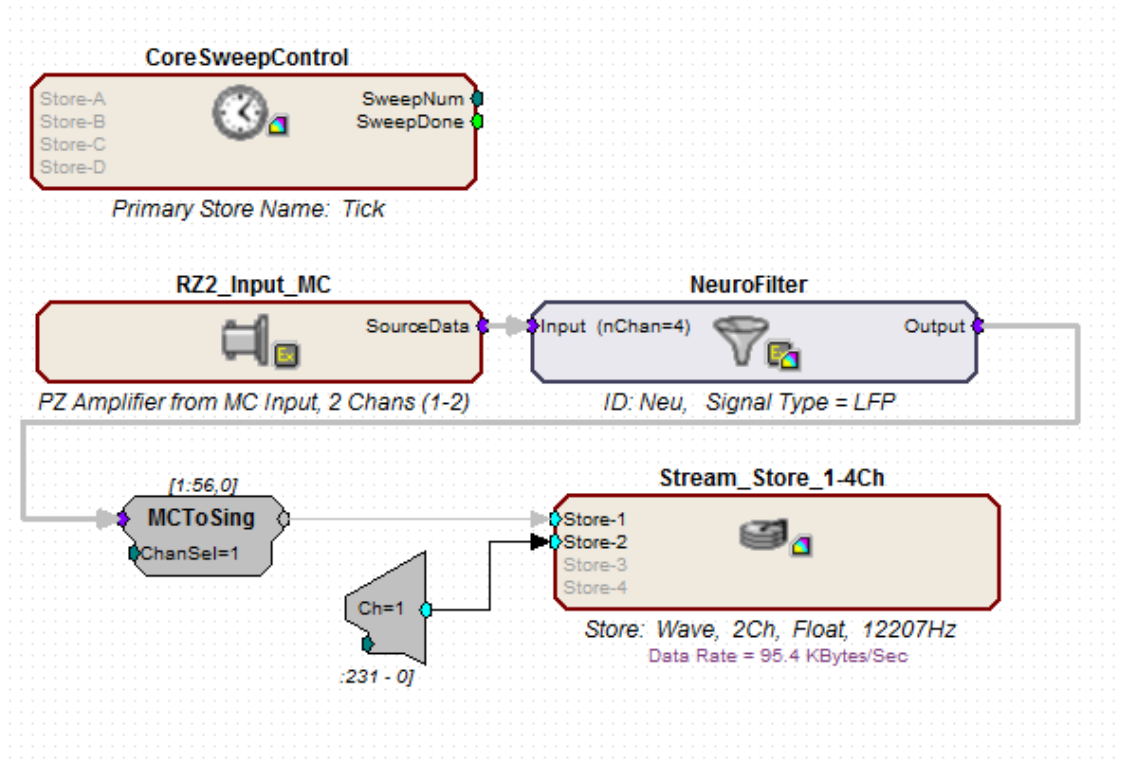 CoreSweepControl
Store-A
SweepNum
Store-B
SweepDone
Store-C
Store-D
Primary Store Name: Tick
RZ2_Input_MC
NeuroFilter
SourceData
Input (nChan=4)
Output
Ex
Ex
PZ Amplifier from MC Input, 2 Chans (1-2)
ID: Neu, Signal Type = LFP
[1:56,0]
MCToSing
ChanSel=1
Stream_Store_1-4Ch
Store-1
Store-2
Store-3
Store-4
Ch=1
:231 - 0]
Store: Wave, 2Ch, Float, 12207Hz
Data Rate = 95.4 KBytes/Sec